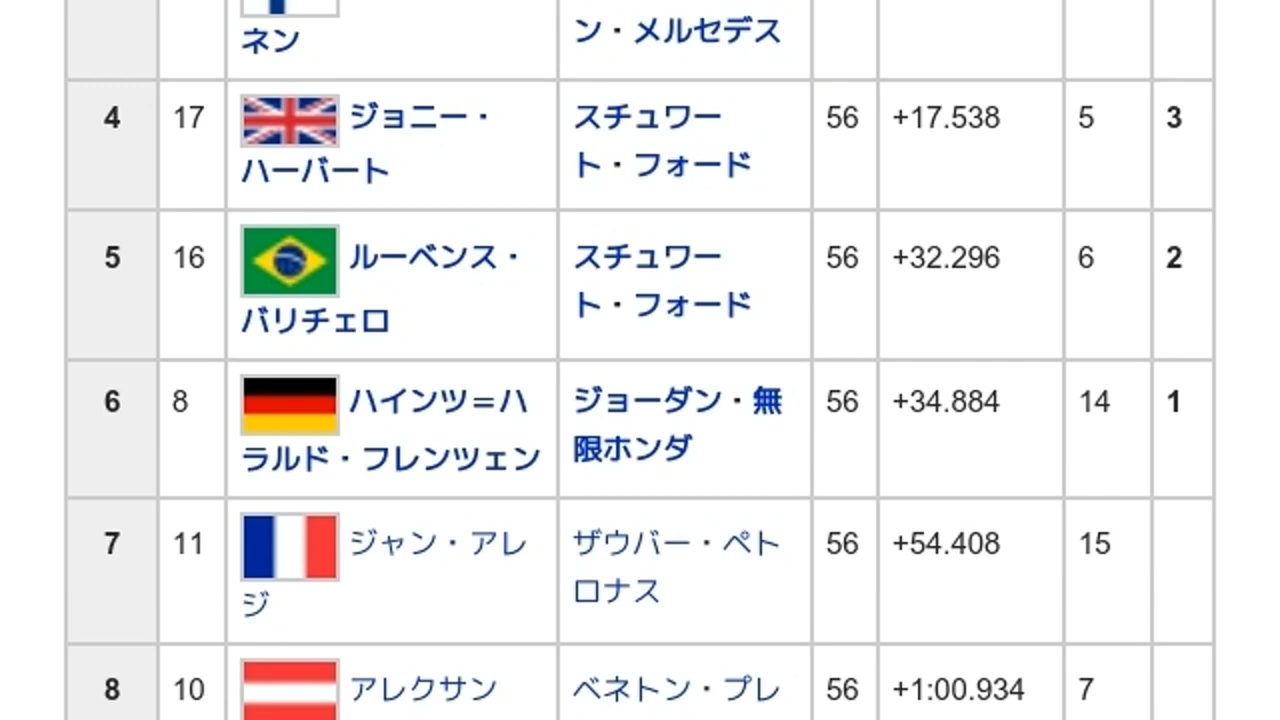 ネン ン・メルセデス
4 17 ジョニー・ スチュワー 56 +17.538 5 3
ハーバート ト・フォード
5 16 ルーベンス・ スチュワー 56 +32.296 6 2
バリチェロ ト・フォード
6 8 ハインツ=ハ ジョーダン・無 56 +34.884 14 1
ラルド・フレンツェン 限ホンダ
7 11 ジャン・アレ ザウバー・ペト 56 +54.408 15
ジ ロナス
8 10 アレクサン ベネトン・プレ 56 +1:00.934 7